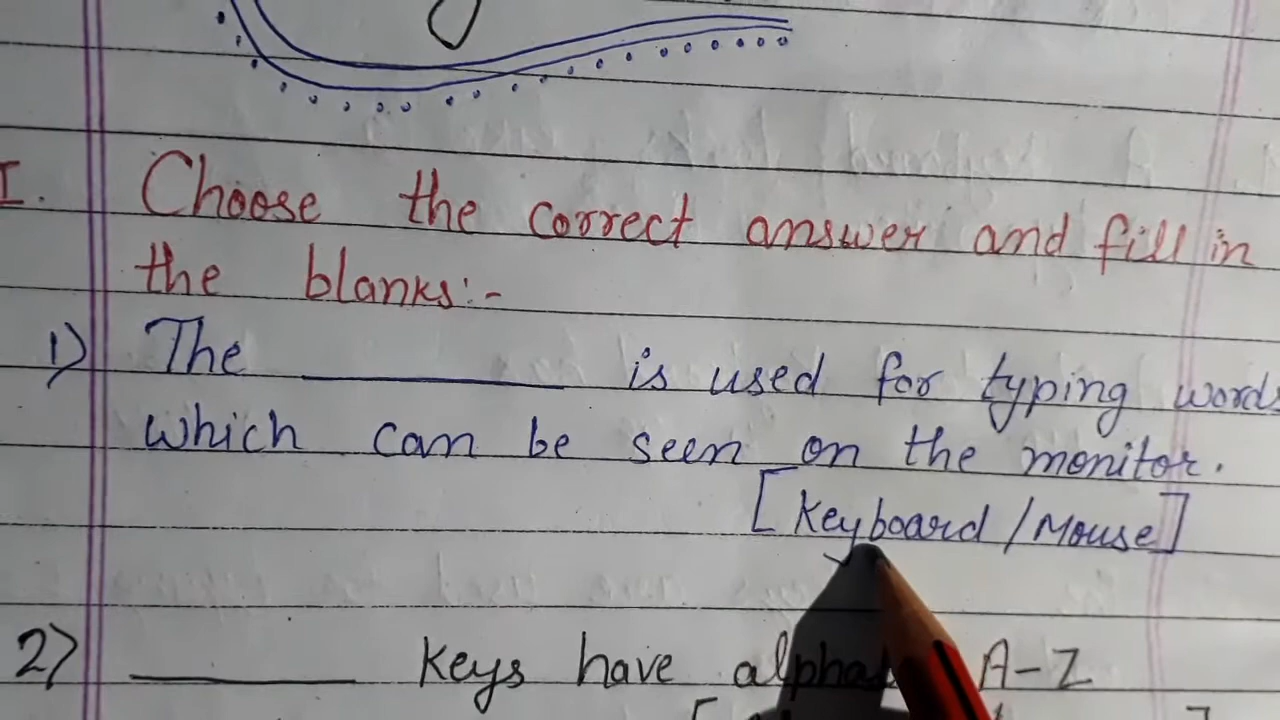 I. Choose the correct answer and fill in
the blanks:-
1) The ________ is used for typing words
which can be seen on the monitor.
[Keyboard / Mouse]
2) ________ keys have A-Z